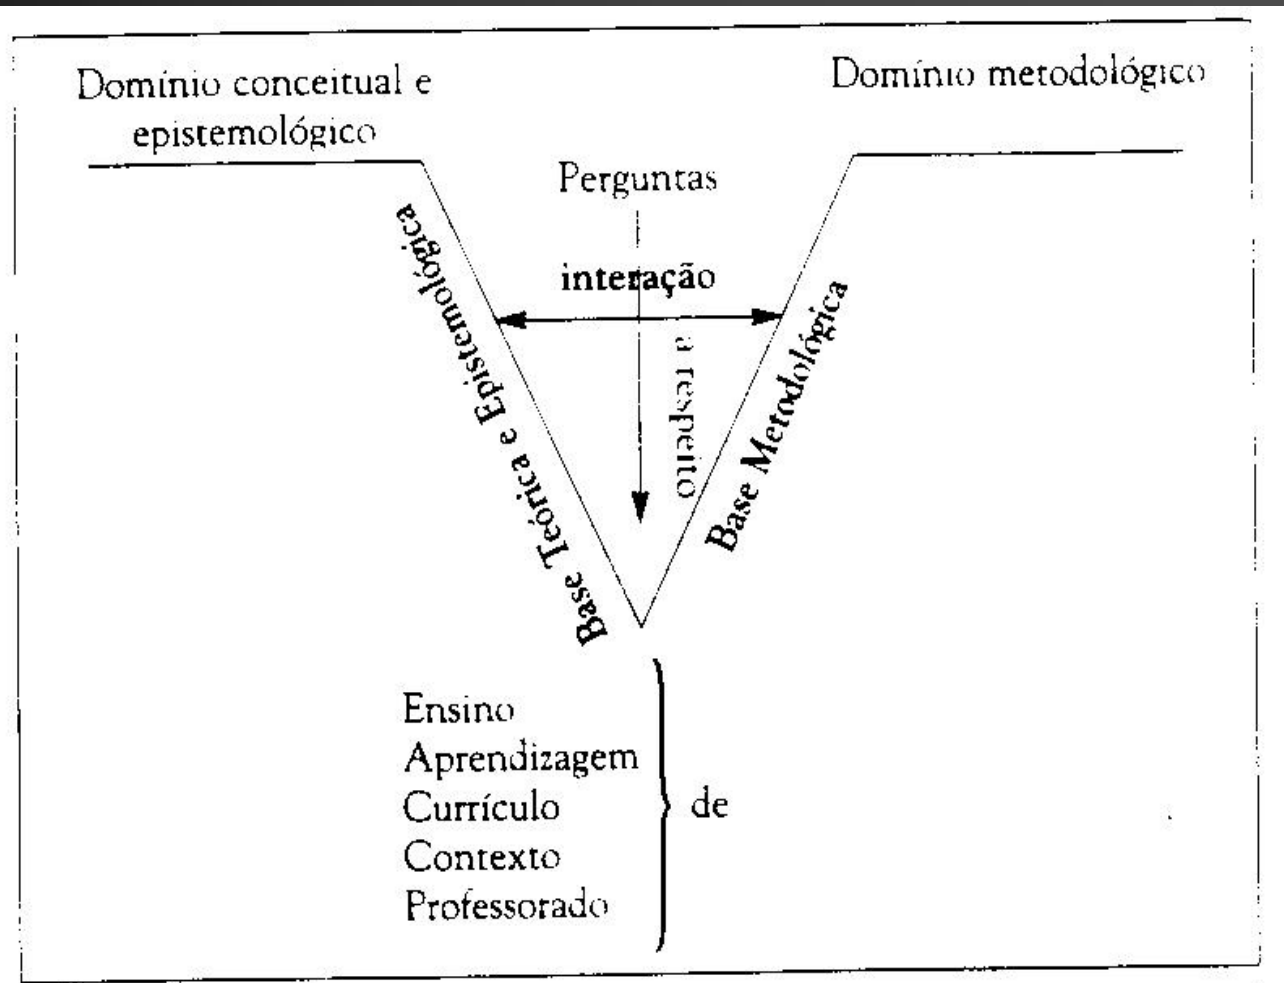 Domínio conceitual e
epistemológico
Domínio metodológico
Perguntas
interação
a respeito
Base Teórica e Epistemológica
Base Metodológica
Ensino
Aprendizagem
Currículo
Contexto
Professorado
de